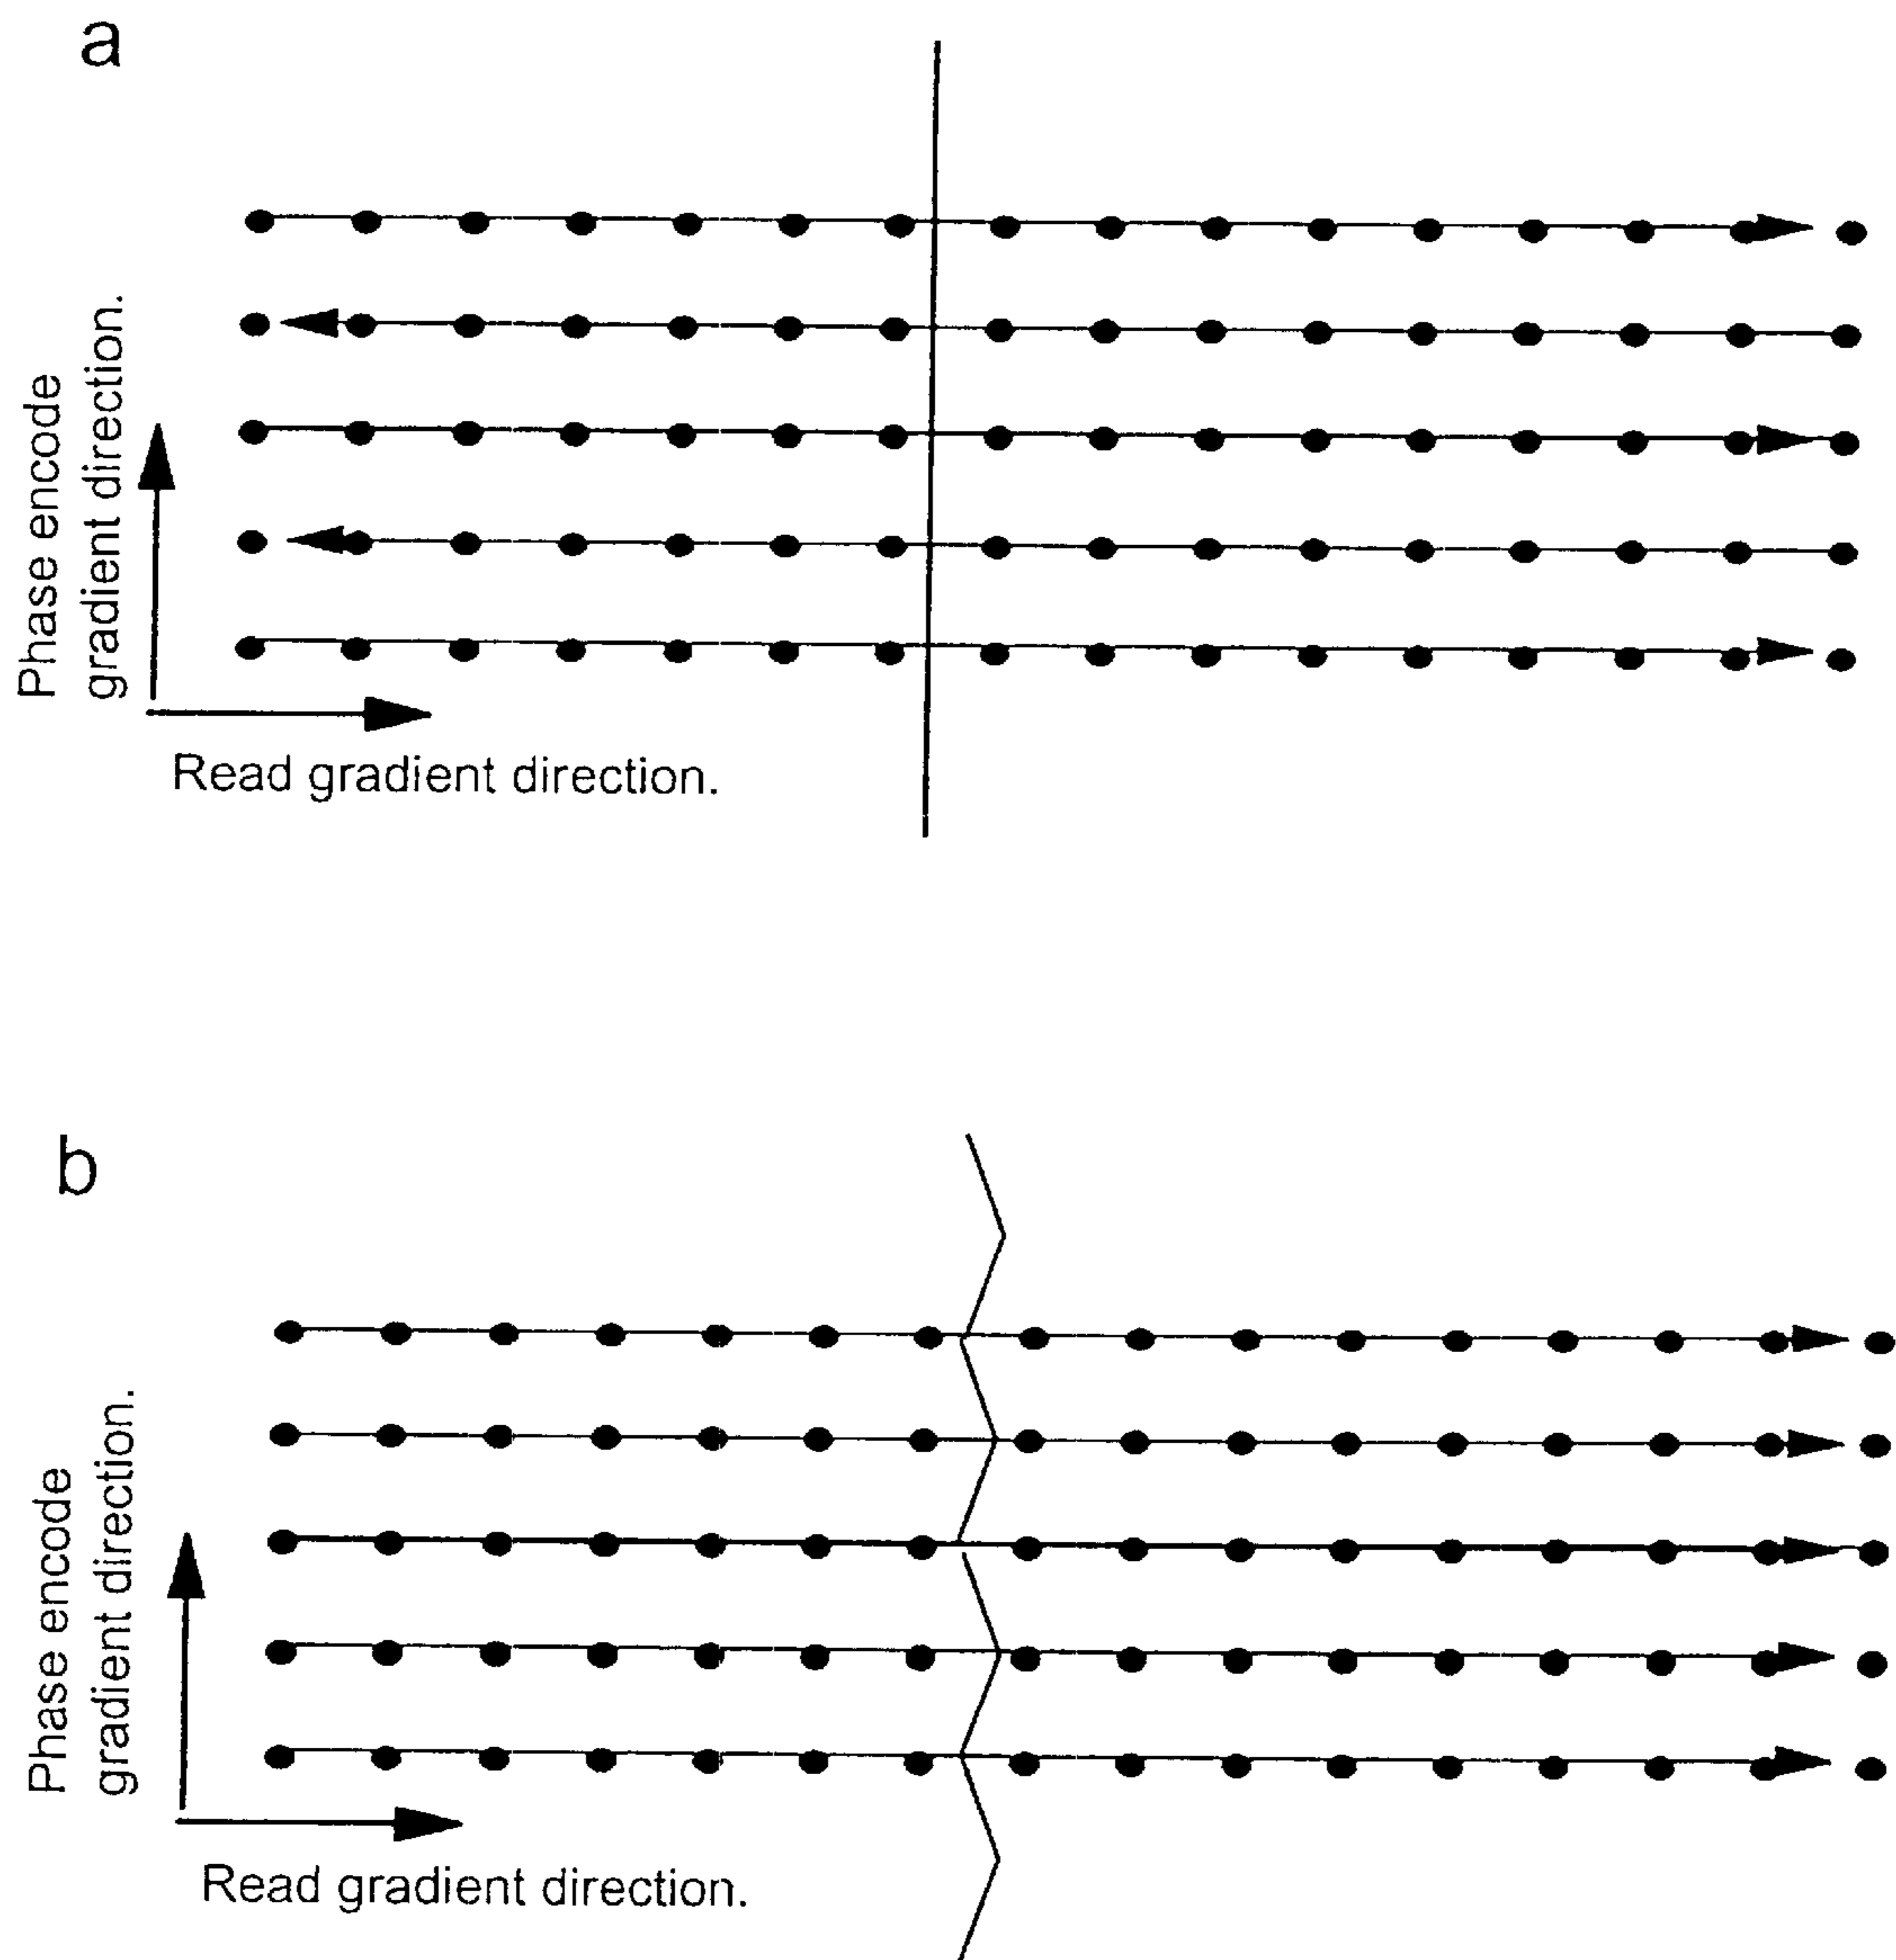 a
Phase encode
gradient direction.
Read gradient direction.
b
Phase encode
gradient direction.
Read gradient direction.